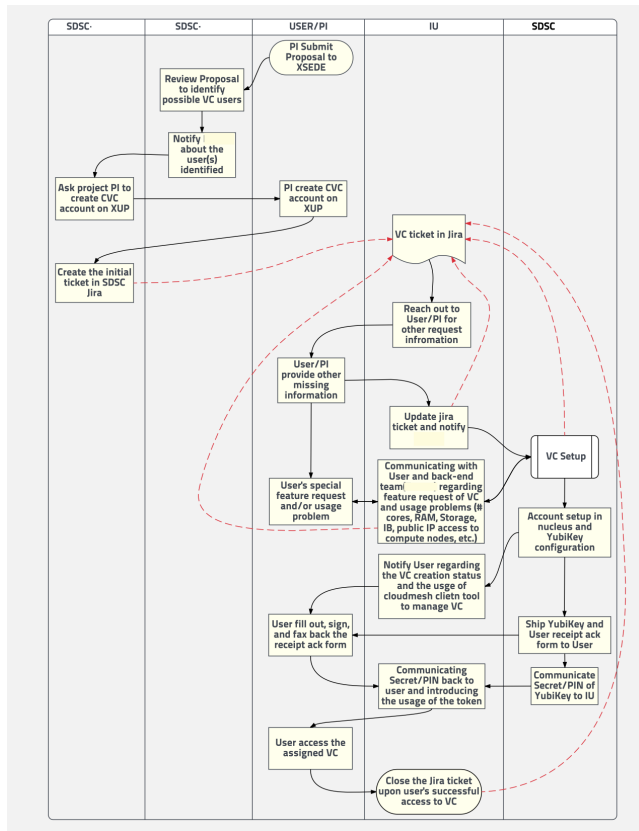 SDSC·
SDSC·
USER/PI
IU
SDSC
PI Submit
Proposal to
XSEDE
Review Proposal
to identify
possible VC users
Notify
about the
user(s)
identified
Ask project PI to
create CVC
account on XUP
PI create CVC
account on
XUP
VC ticket in Jira
Create the initial
ticket in SDSC
Jira
Reach out to
User/PI for
other request
infromation
User/PI
provide other
missing
information
Update jira
ticket and notify
VC Setup
User's special
feature request
and/or usage
problem
Communicating with
User and back-end
team( regarding
feature request of VC
and usage problems (#
cores, RAM, Storage,
IB, public IP access to
compute nodes, etc.)
Account setup in
nucleus and
YubiKey
configuration
Notify User regarding
the VC creation status
and the usge of
cloudmesh clietn tool
to manage VC
User fill out, sign,
and fax back the
receipt ack form
Ship YubiKey and
User receipt ack
form to User
Communicating
Secret/PIN back to
user and introducing
the usage of the token
Communicate
Secret/PIN of
YubiKey to IU
User access the
assigned VC
Close the Jira ticket
upon user's successful
access to VC